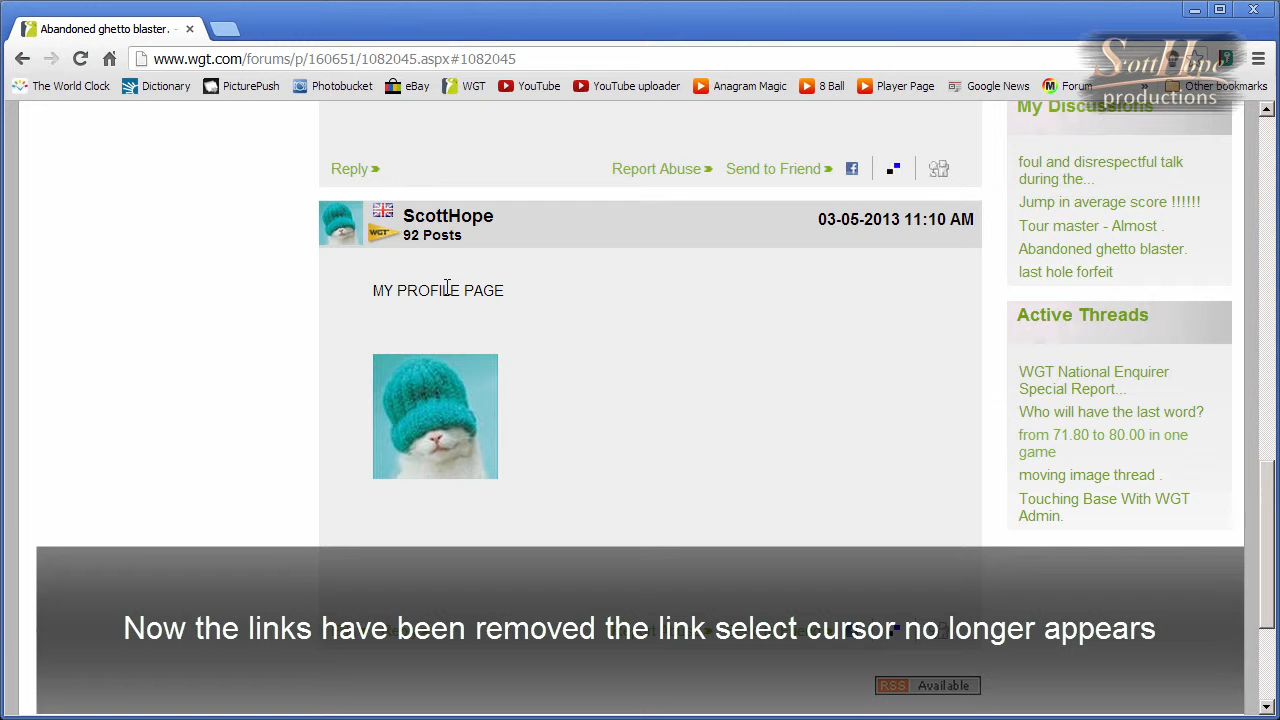 Abandoned ghetto blaster. -
www.wgt.com/forums/p/160651/1082045.aspx#1082045
The World Clock
Dictionary
PicturePush
Photobucket
eBay
WGT
YouTube
YouTube uploader
Anagram Magic
8 Ball
Player Page
Google News
Forum
»
Other bookmarks
ScottHope
productions
My Discussions
foul and disrespectful talk
during the...
Jump in average score !!!!!!
Tour master - Almost .
Abandoned ghetto blaster.
last hole forfeit
Reply
Report Abuse
Send to Friend
ScottHope
WGT
92 Posts
03-05-2013 11:10 AM
MY PROFILE PAGE
Active Threads
WGT National Enquirer
Special Report...
Who will have the last word?
from 71.80 to 80.00 in one
game
moving image thread .
Touching Base With WGT
Admin.
Now the links have been removed the link select cursor no longer appears
RSS Available